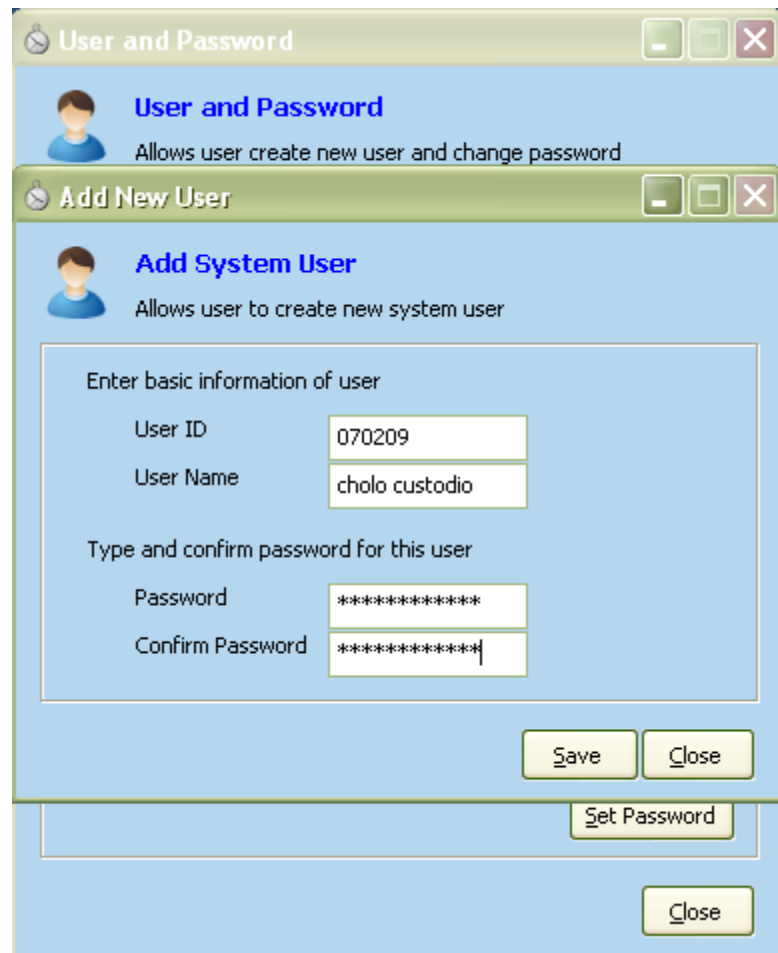 User and Password
User and Password
Allows user create new user and change password
Add New User
Add System User
Allows user to create new system user
Enter basic information of user
User ID 070209
User Name cholo custodio
Type and confirm password for this user
Password ************
Confirm Password ************
Save Close
Set Password
Close